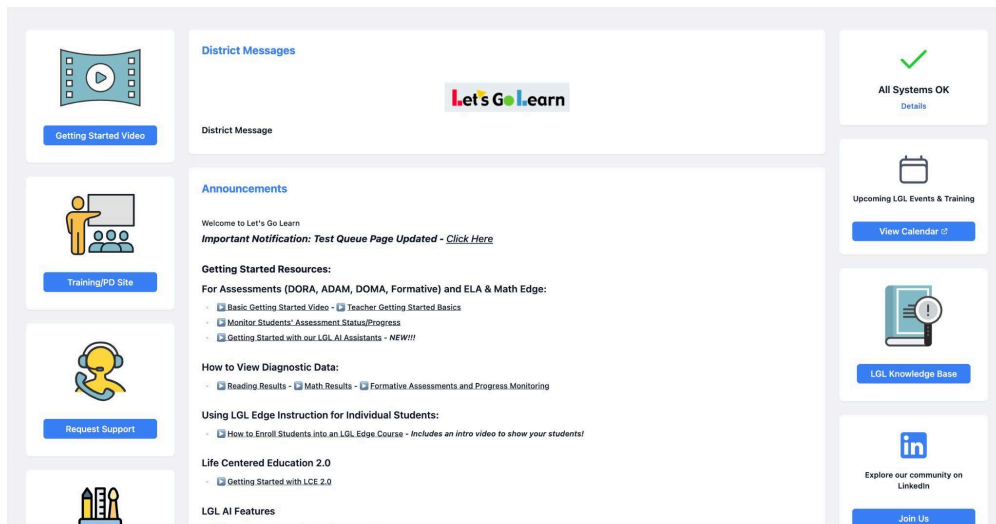 Getting Started Video
Training/PD Site
Request Support
District Messages
Let's Go Learn
District Message
Announcements
Welcome to Let's Go Learn
Important Notification: Test Queue Page Updated - Click Here
Getting Started Resources:
For Assessments (DORA, ADAM, DOMA, Formative) and ELA & Math Edge:
Basic Getting Started Video - Teacher Getting Started Basics
Monitor Students' Assessment Status/Progress
Getting Started with our LGL AI Assistants - NEW!!!
How to View Diagnostic Data:
Reading Results - Math Results - Formative Assessments and Progress Monitoring
Using LGL Edge Instruction for Individual Students:
How to Enroll Students into an LGL Edge Course - Includes an intro video to show your students!
Life Centered Education 2.0
Getting Started with LCE 2.0
LGL AI Features
All Systems OK
Details
Upcoming LGL Events & Training
View Calendar
LGL Knowledge Base
Explore our community on
LinkedIn
Join Us